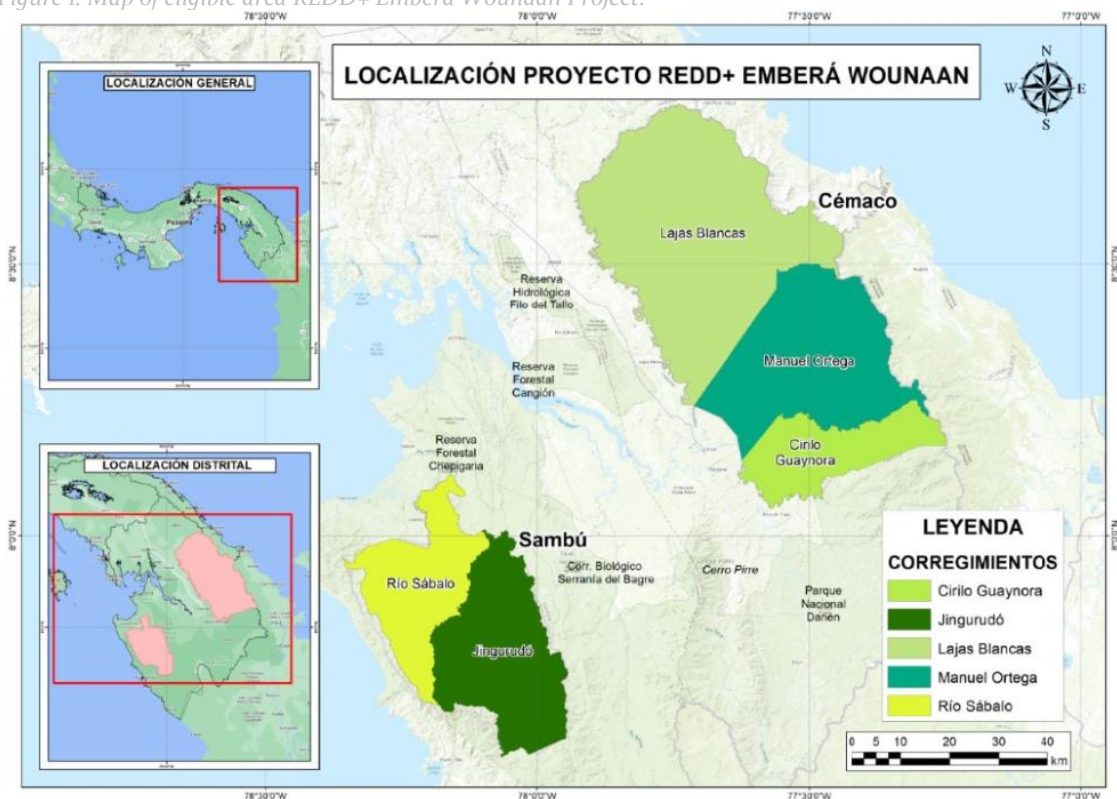 Figure 1. Map of eligible area REDD+ Emberá Wounaan Project.
78°30'0"W
78°0'0"W
77°30'0"W
77°0'0"W
LOCALIZACIÓN PROYECTO REDD+ EMBERÁ WOUNAAN
N
W
E
S
LOCALIZACIÓN GENERAL
Panamá
Cémaco
Lajas Blancas
8°30'0"N
8°30'0"N
Reserva
Hidrológica
Filo del Tallo
Manuel Ortega
Reserva
Forestal
Cangión
Cirilo
Guaynora
Reserva
Forestal
Chepigaria
LOCALIZACIÓN DISTRITAL
8°0'0"N
8°0'0"N
Sambú
Río Sábalo
Corr. Biológico
Serranía del Bagre
Cerro Pirre
Parque
Nacional
Darién
Jingurudó
LEYENDA
CORREGIMIENTOS
Cirilo Guaynora
Jingurudó
Lajas Blancas
Manuel Ortega
Río Sábalo
0 5 10 20 30 40
km
78°30'0"W
78°0'0"W
77°30'0"W
77°0'0"W